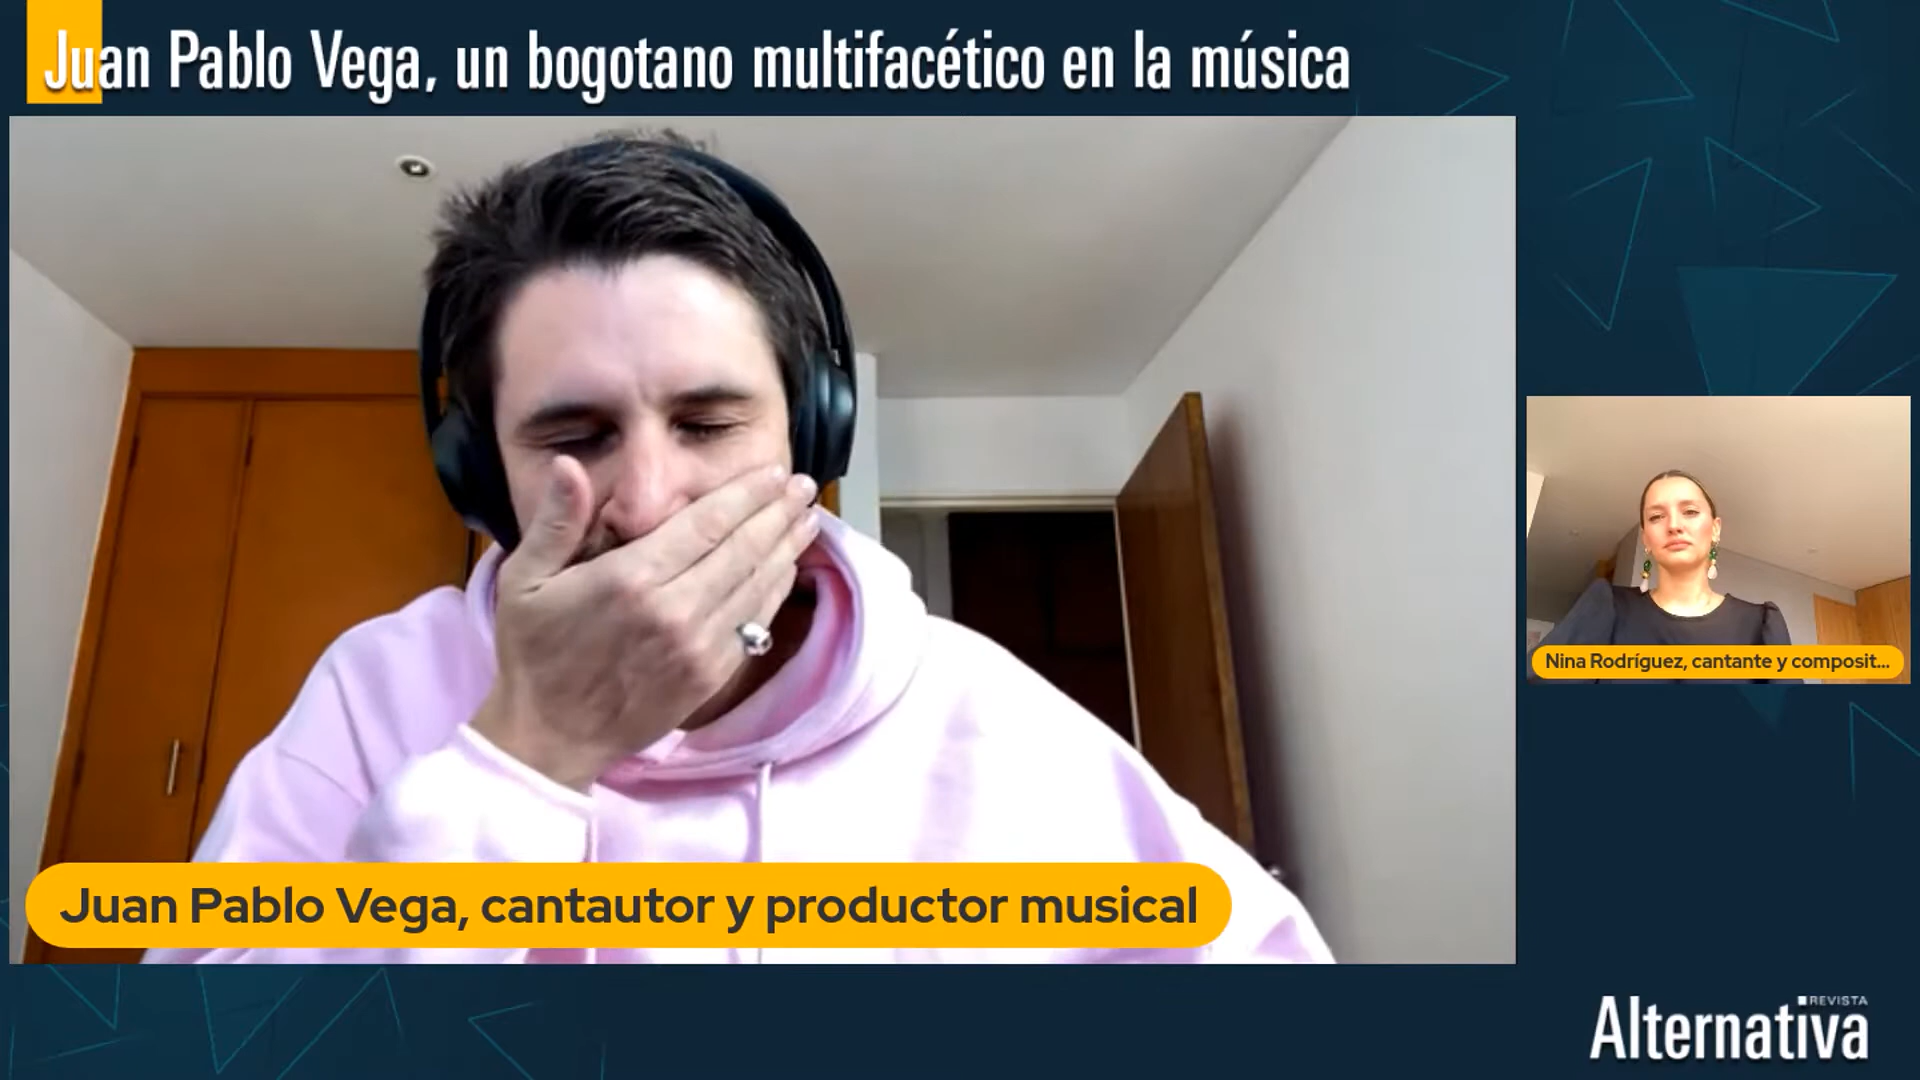 Juan Pablo Vega, un bogotano multifacético en la música
Nina Rodríguez, cantante y composit...
Juan Pablo Vega, cantautor y productor musical
REVISTA
Alternativa